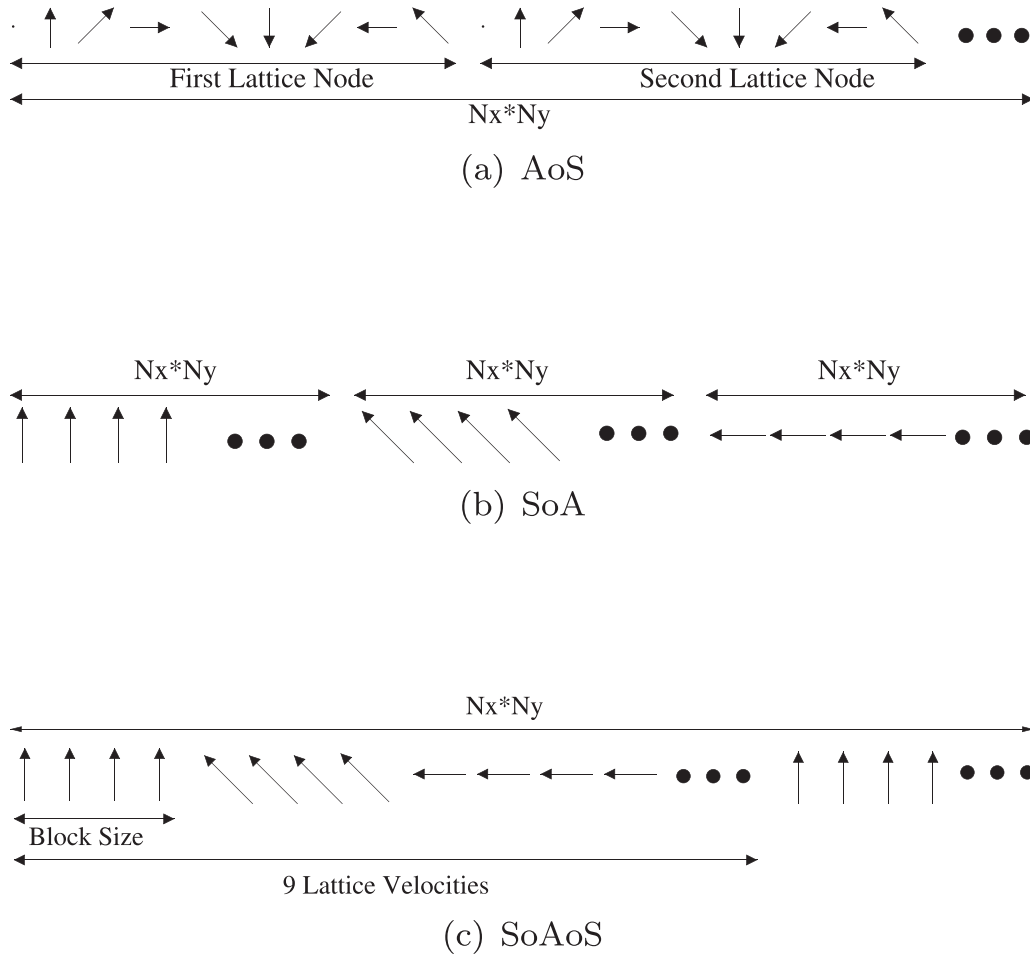 First Lattice Node Second Lattice Node
Nx*Ny
(a) AoS
Nx*Ny Nx*Ny Nx*Ny
(b) SoA
Nx*Ny
Block Size
9 Lattice Velocities
(c) SoAoS